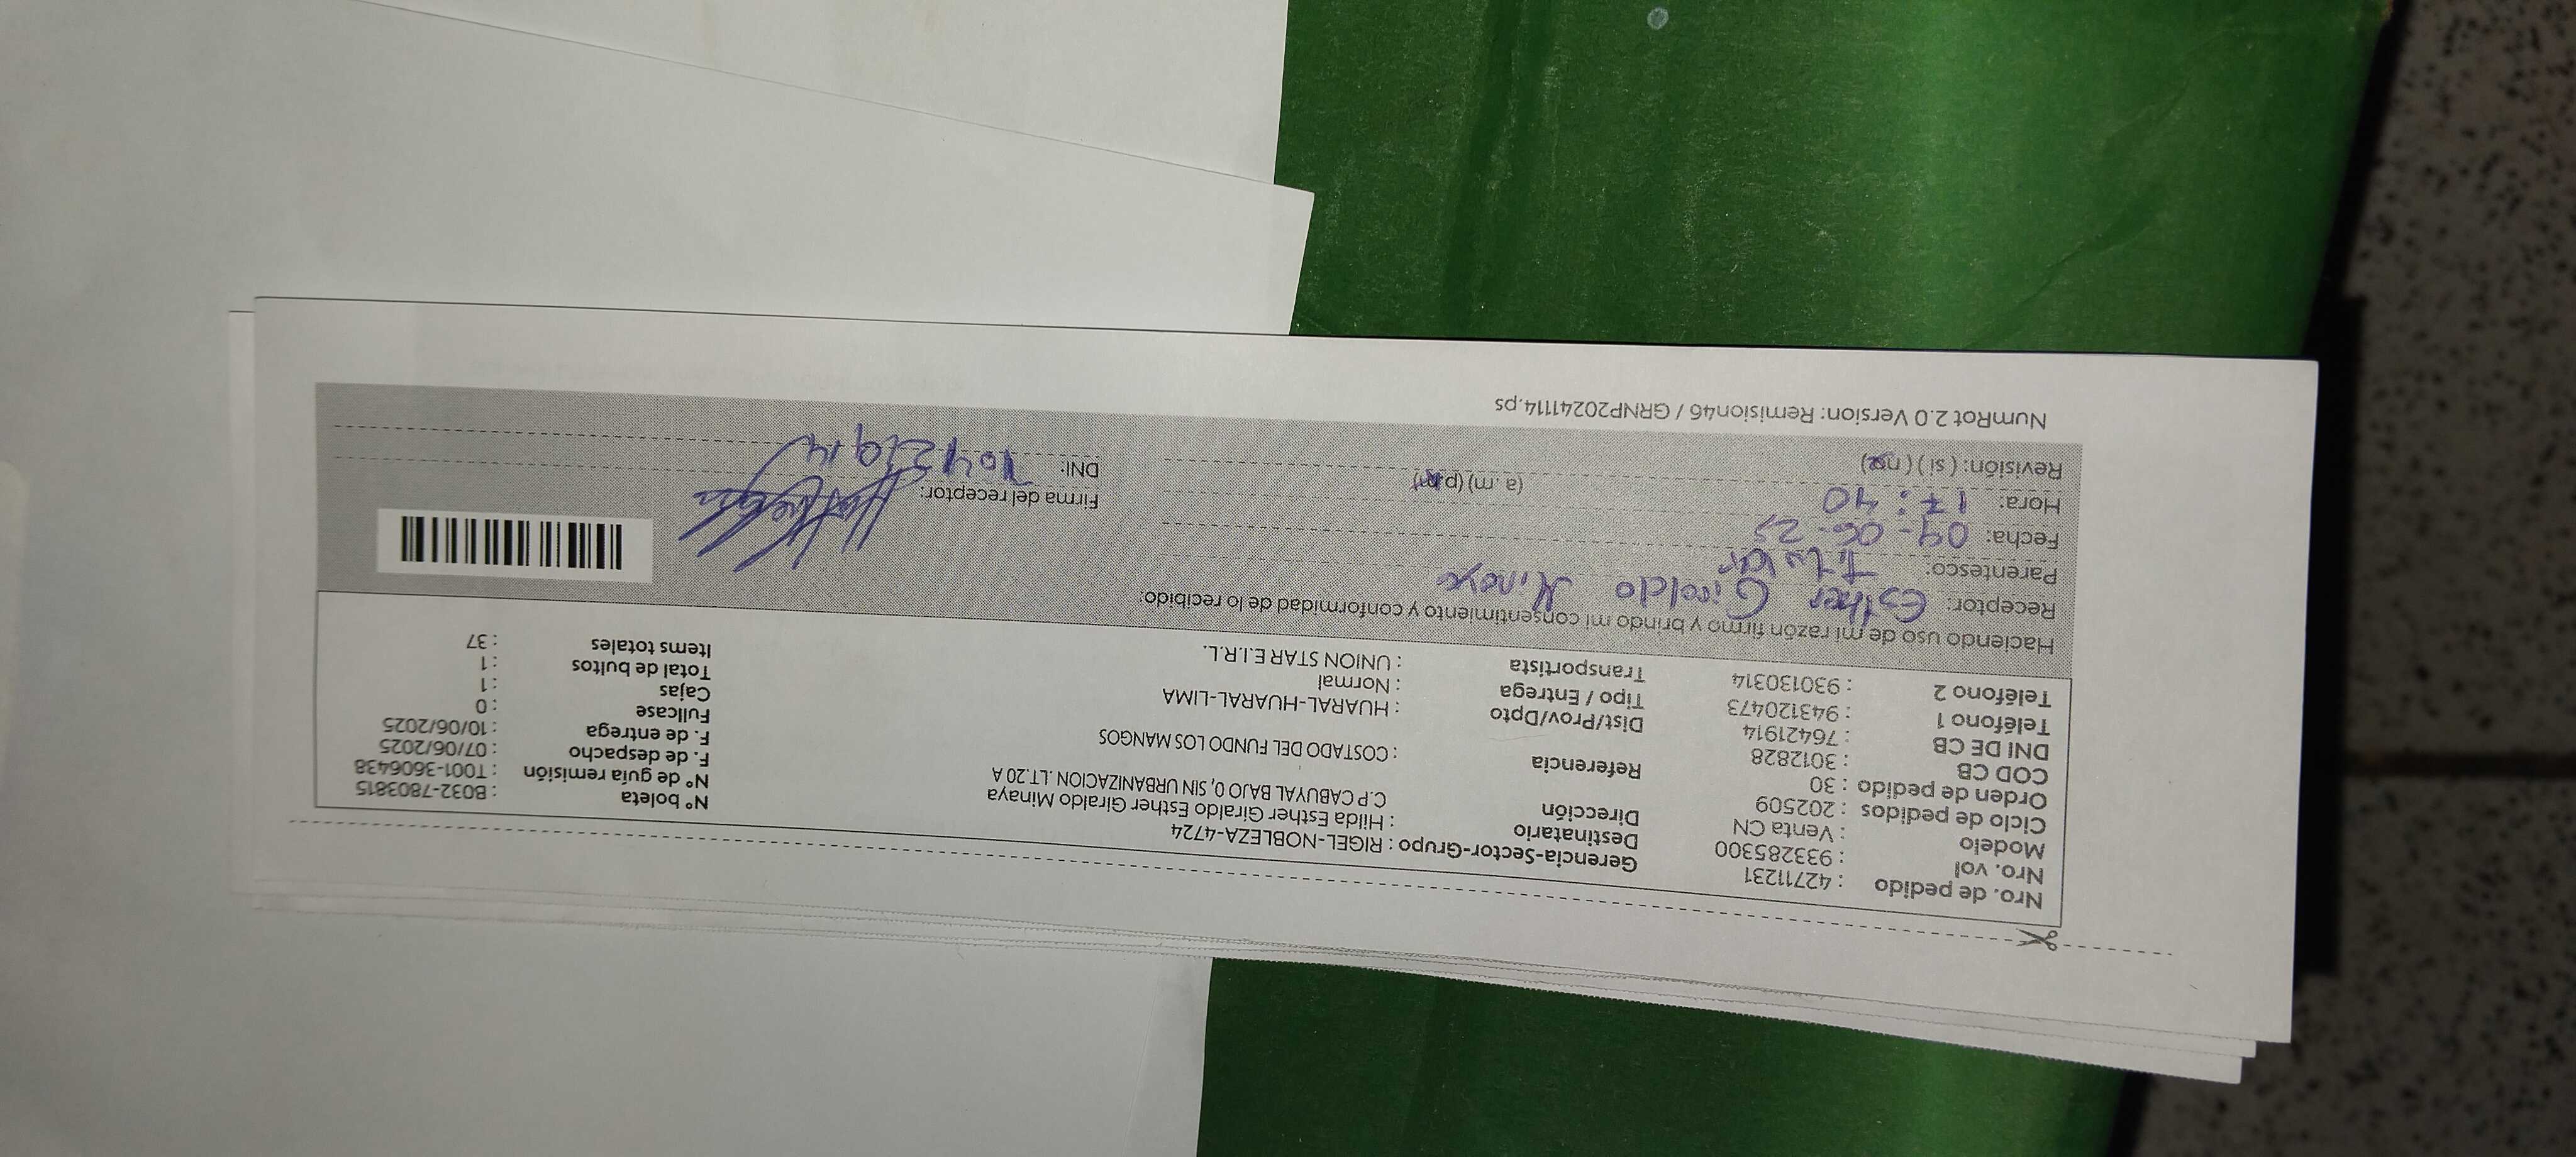 Nro. de pedido : 42711231
Nro. vol : 933285300
Modelo : Venta CN
Ciclo de pedidos : 202509
Orden de pedido : 30
COD CB : 3012828
DNI DE CB : 76421914
Teléfono 1 : 943120473
Teléfono 2 : 930130314
Gerencia-Sector-Grupo : RIGEL-NOBLEZA-4724
Destinatario : Hilda Esther Giraldo Esther Giraldo Minaya
Dirección C.P CABUYAL BAJO 0, SIN URBANIZACION .LT.20 A
Referencia : COSTADO DEL FUNDO LOS MANGOS
Dist/Prov/Dpto : HUARAL-HUARAL-LIMA
Tipo / Entrega : Normal
Transportista : UNION STAR E.I.R.L.
N° boleta : B032-7803815
N° de guía remisión : T001-3606438
F. de despacho : 07/06/2025
F. de entrega : 10/06/2025
Fullcase : 0
Cajas : 1
Total de bultos : 1
Items totales : 37
Haciendo uso de mi razón firmo y brindo mi consentimiento y conformidad de lo recibido:
Receptor: Esther Giraldo Minaya
Parentesco: Titular
Fecha: 09-06-25
Hora: 17:40 (a.m) (p.m)
Revisión: ( si ) ( no)
Firma del receptor:
DNI:
NumRot 2.0 Version: Remision46 / GRNP20241114.ps